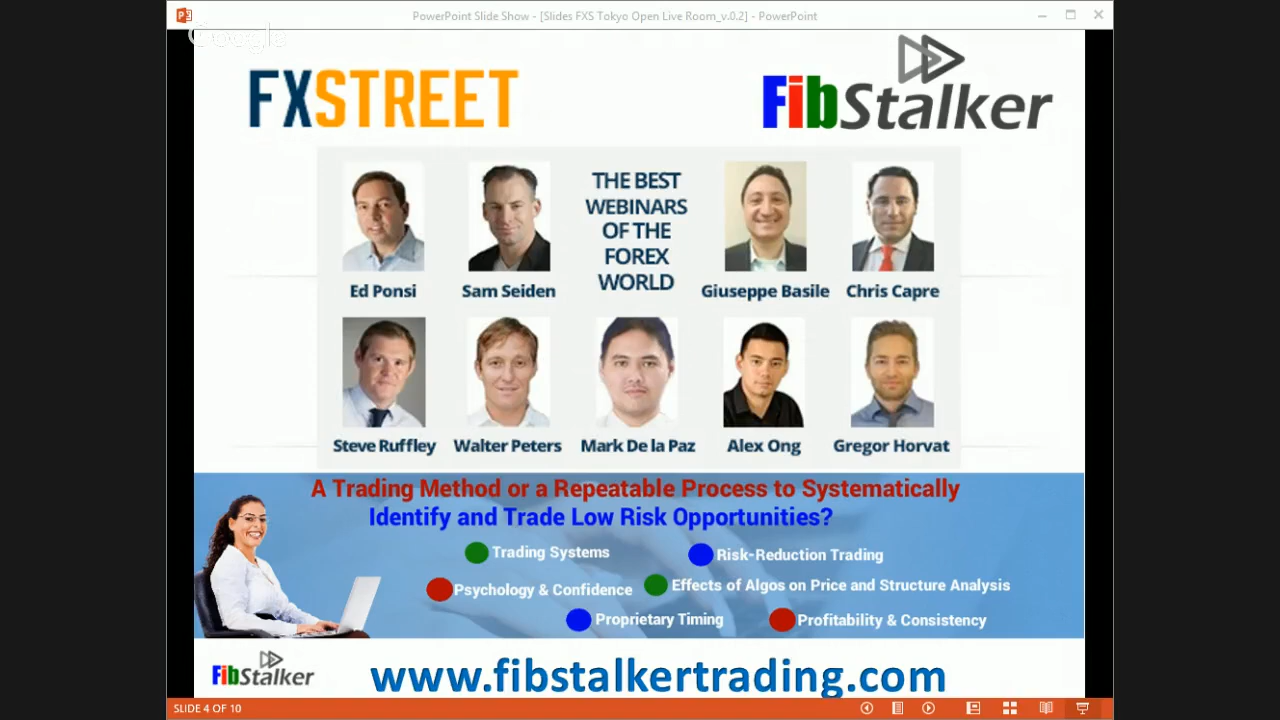 PowerPoint Slide Show - [Slides FXS Tokyo Open Live Room_v.0.2] - PowerPoint
Google
FXSTREET
FibStalker
THE BEST
WEBINARS
OF THE
FOREX
WORLD
Ed Ponsi
Sam Seiden
Giuseppe Basile
Chris Capre
Steve Ruffley
Walter Peters
Mark De la Paz
Alex Ong
Gregor Horvat
A Trading Method or a Repeatable Process to Systematically
Identify and Trade Low Risk Opportunities?
Trading Systems
Risk-Reduction Trading
Psychology & Confidence
Effects of Algos on Price and Structure Analysis
Proprietary Timing
Profitability & Consistency
FibStalker
www.fibstalkertrading.com
SLIDE 4 OF 10